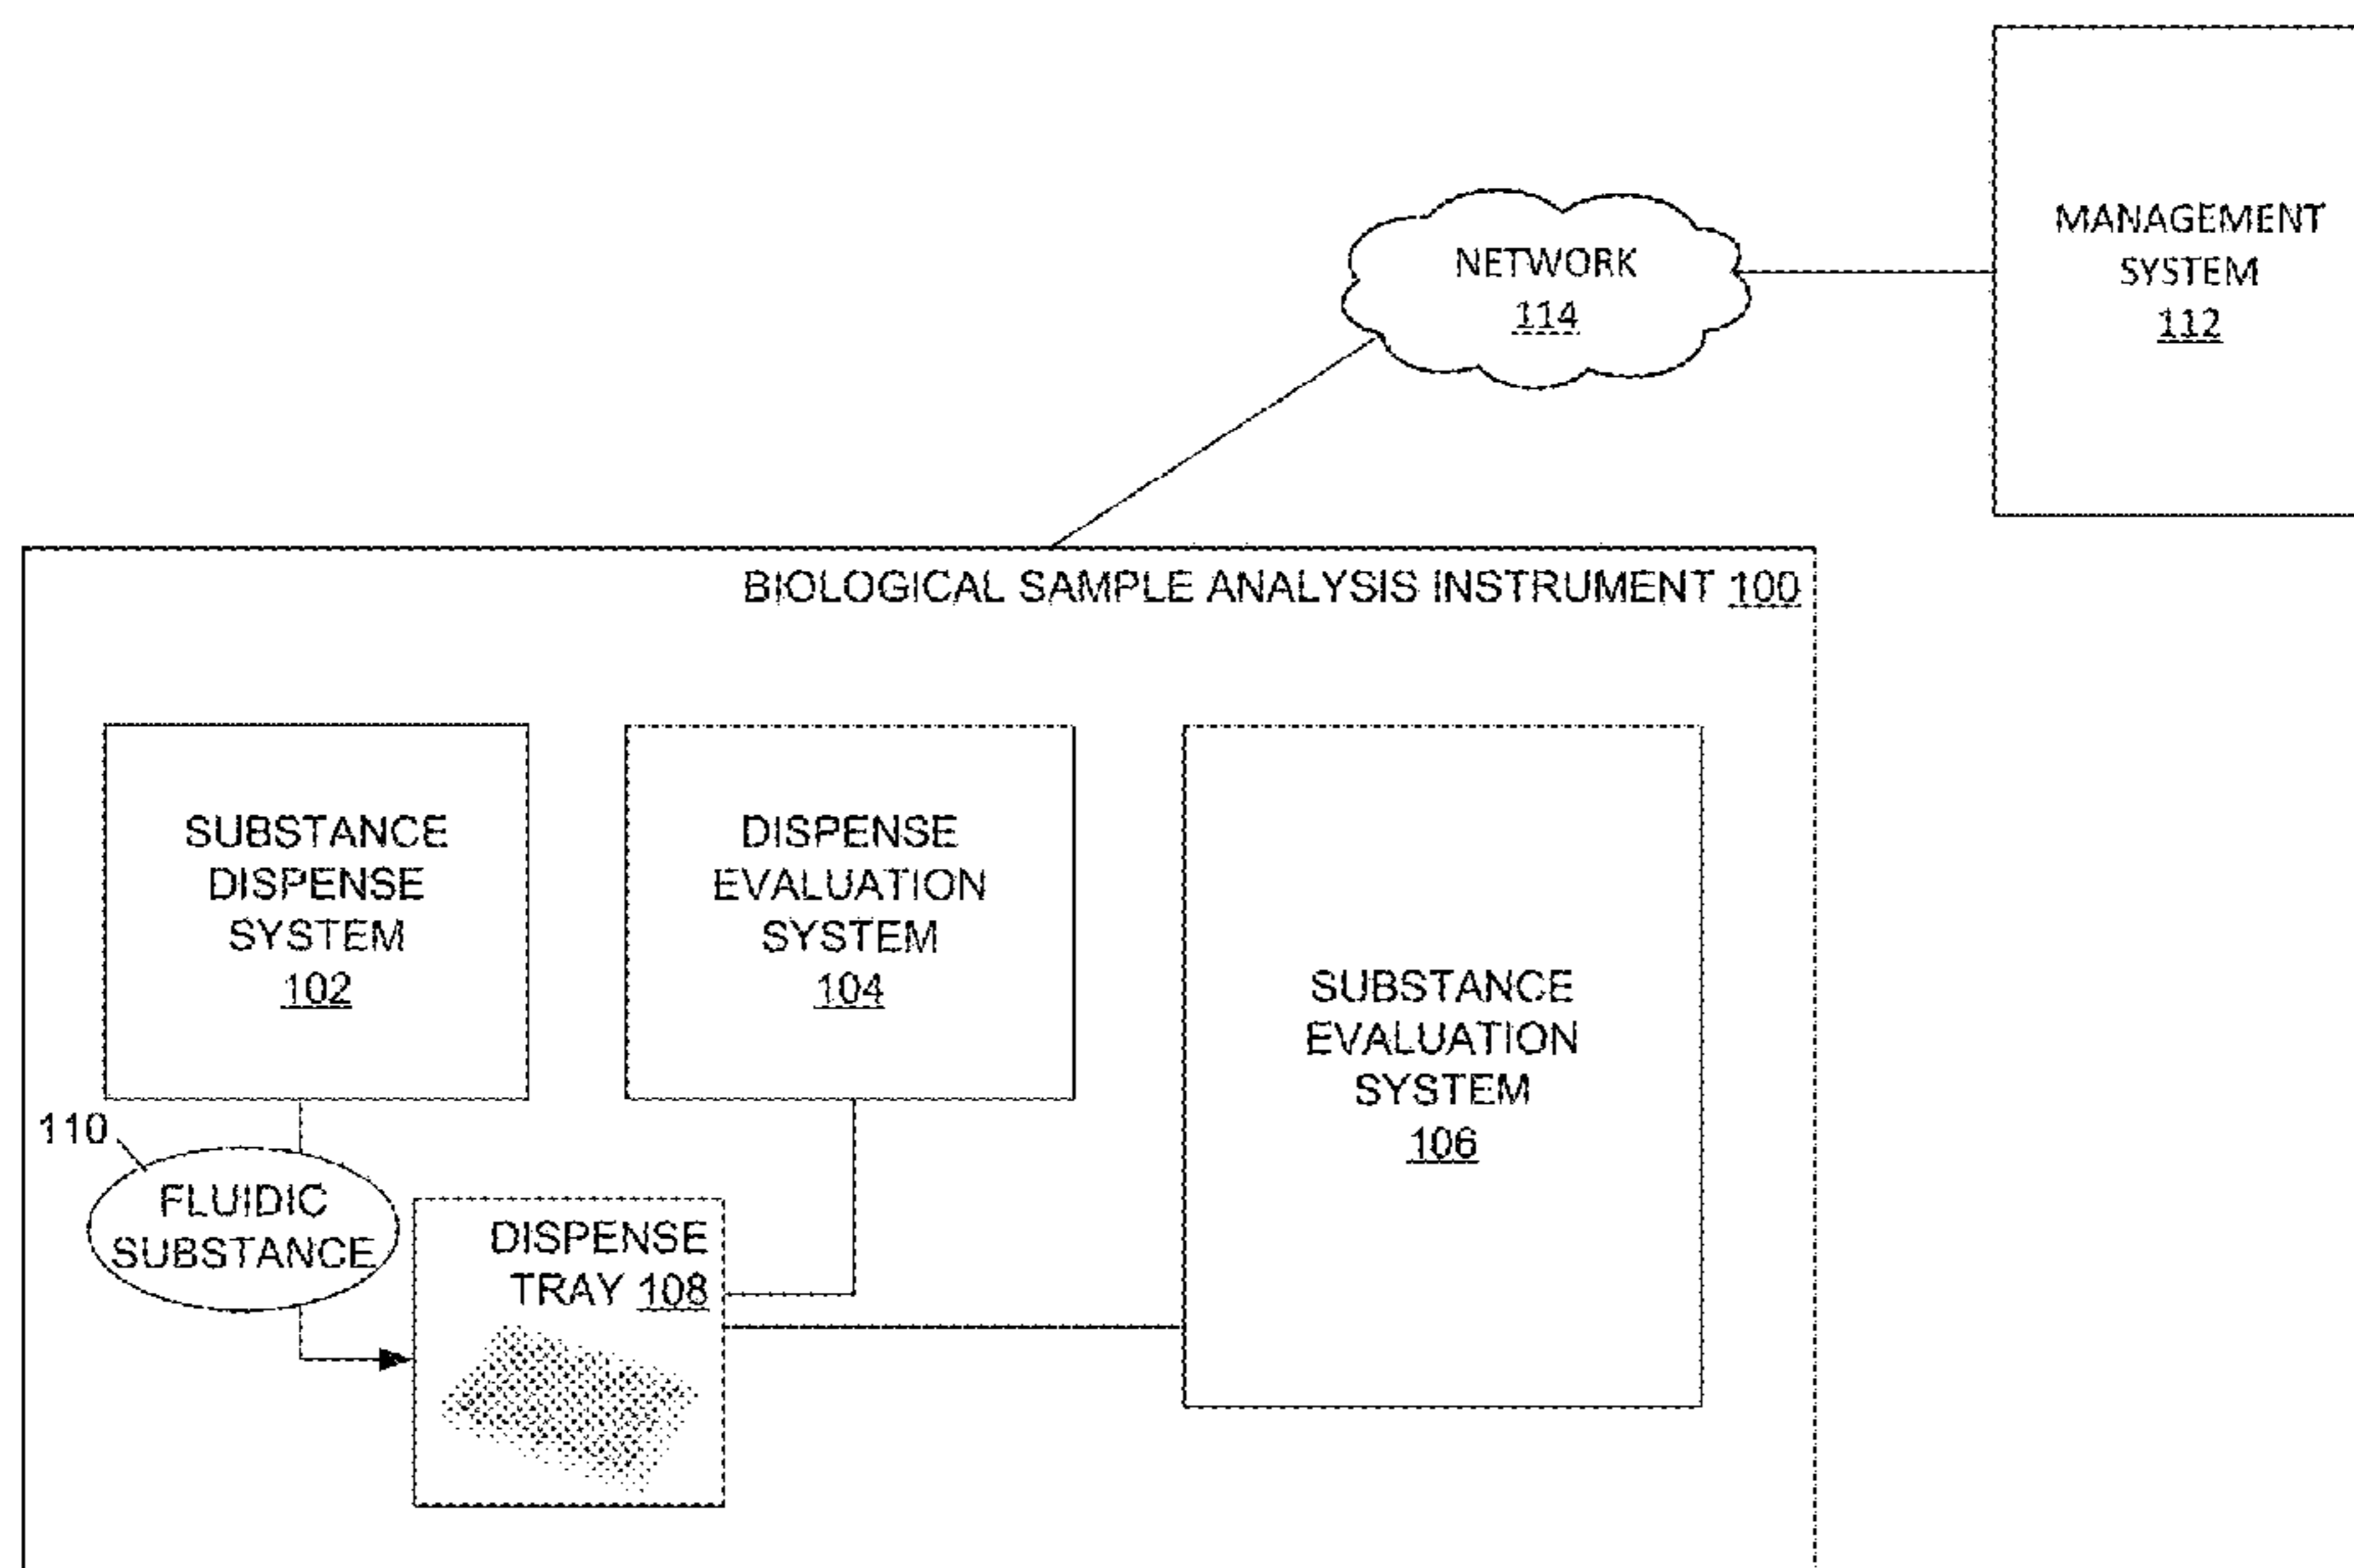 MANAGEMENT
SYSTEM
112
NETWORK
114
BIOLOGICAL SAMPLE ANALYSIS INSTRUMENT 100
SUBSTANCE
DISPENSE
SYSTEM
102
DISPENSE
EVALUATION
SYSTEM
104
SUBSTANCE
EVALUATION
SYSTEM
106
110
FLUIDIC
SUBSTANCE
DISPENSE
TRAY 108